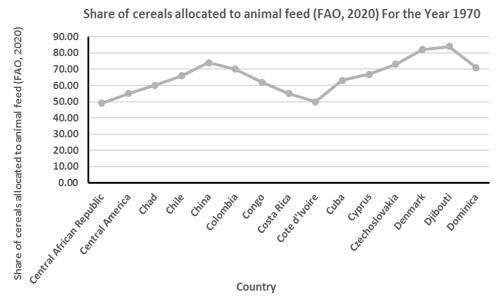 Share of cereals allocated to animal feed (FAO, 2020) For the Year 1970
Share of cereals allocated to animal feed (FAO, 2020)
90.00
80.00
70.00
60.00
50.00
40.00
30.00
20.00
10.00
0.00
Central African Republic
Central America
Chad
Chile
China
Colombia
Congo
Costa Rica
Cote d'Ivoire
Cuba
Cyprus
Czechoslovakia
Denmark
Djibouti
Dominica
Country